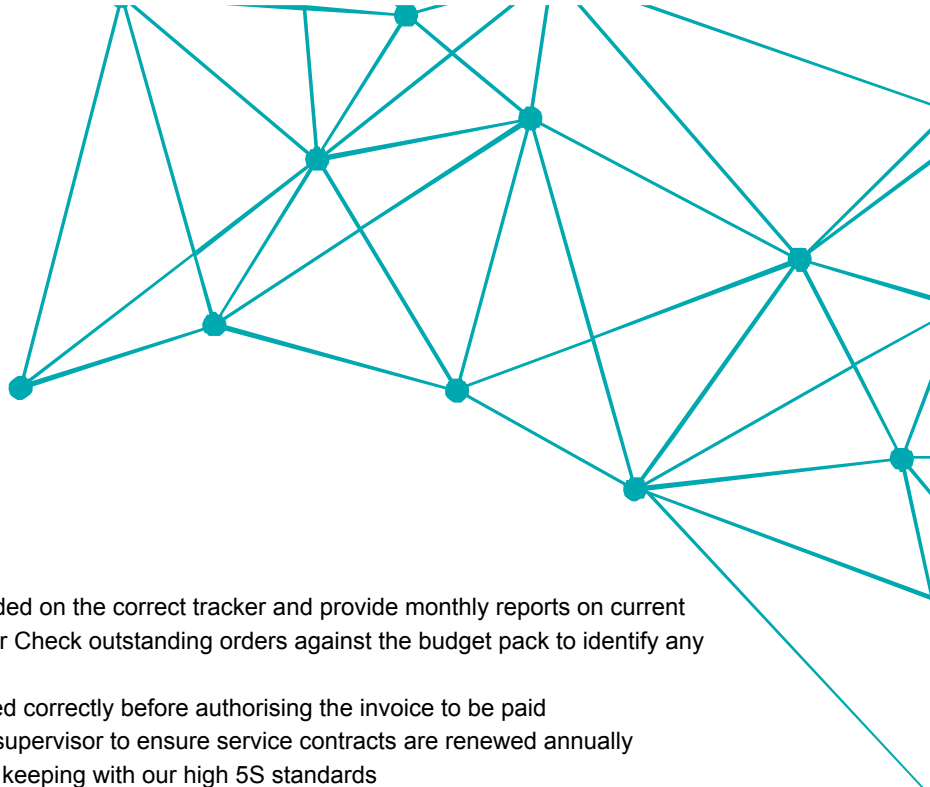 ded on the correct tracker and provide monthly reports on current
r Check outstanding orders against the budget pack to identify any
ed correctly before authorising the invoice to be paid
supervisor to ensure service contracts are renewed annually
keeping with our high 5S standards